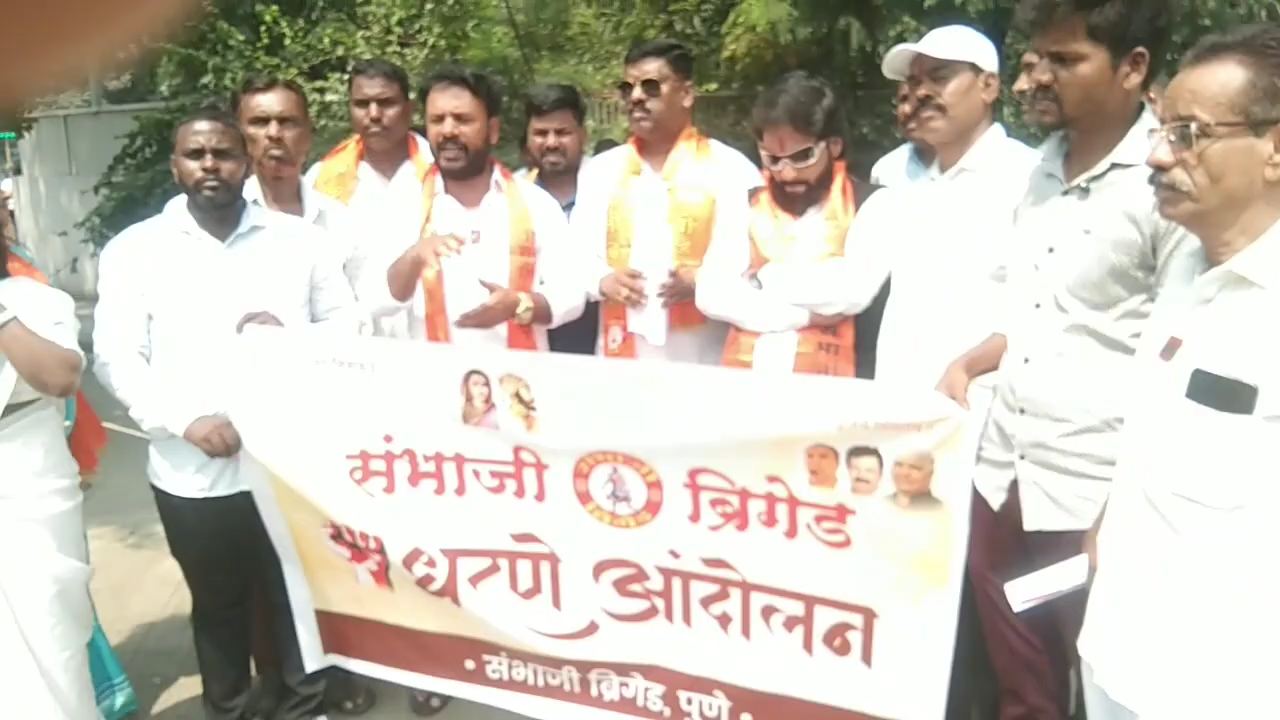 संभाजी ब्रिगेड
धरणे आंदोलन
• संभाजी ब्रिगेड, पुणे •